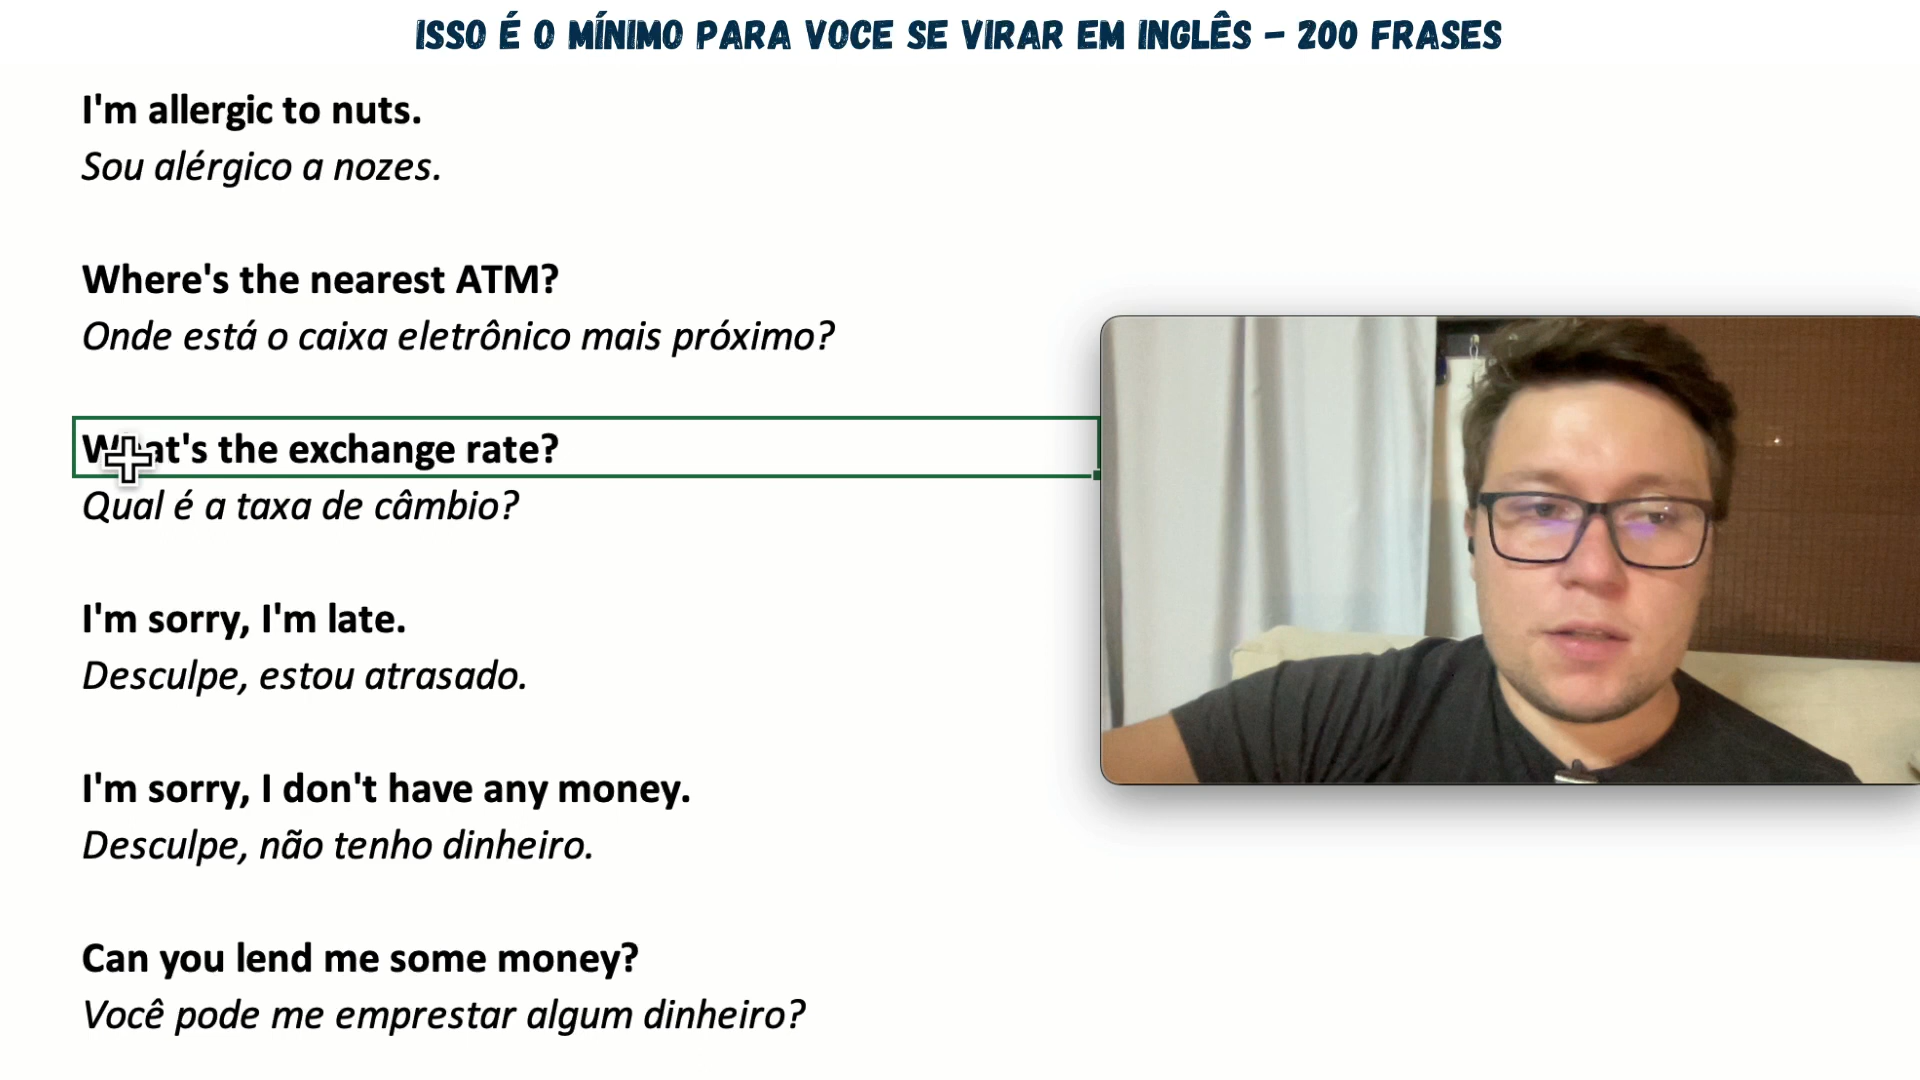 ISSO É O MÍNIMO PARA VOCE SE VIRAR EM INGLÊS – 200 FRASES
I'm allergic to nuts.
Sou alérgico a nozes.
Where's the nearest ATM?
Onde está o caixa eletrônico mais próximo?
What's the exchange rate?
Qual é a taxa de câmbio?
I'm sorry, I'm late.
Desculpe, estou atrasado.
I'm sorry, I don't have any money.
Desculpe, não tenho dinheiro.
Can you lend me some money?
Você pode me emprestar algum dinheiro?